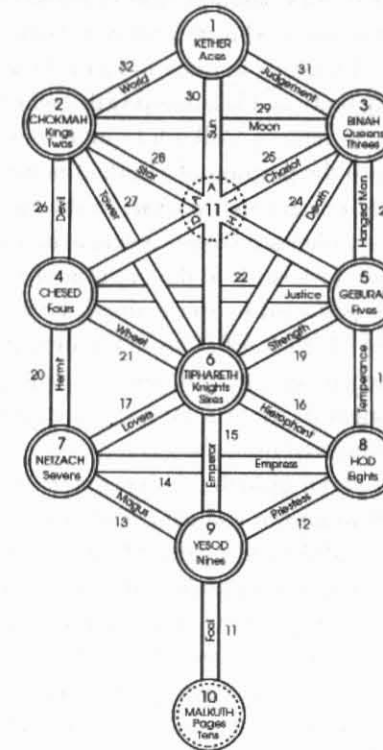 1
KETHER
Aces
32
World
Judgement
31
30
Sun
2
CHOKMAH
Kings
Twos
29
Moon
3
BINAH
Queens
Threes
28
Star
25
Chariot
26
Devil
Tower
27
24
Death
Hanged Man
D A A T H
11
4
CHESED
Fours
22
Justice
5
GEBURAH
Fives
Wheel
21
Strength
19
6
TIPHARETH
Knights
Sixes
20
Hermit
17
Lovers
16
Hierophant
Temperance
15
Emperor
7
NETZACH
Sevens
14
Empress
8
HOD
Eights
Magus
13
Priestess
12
9
YESOD
Nines
Fool
11
10
MALKUTH
Pages
Tens